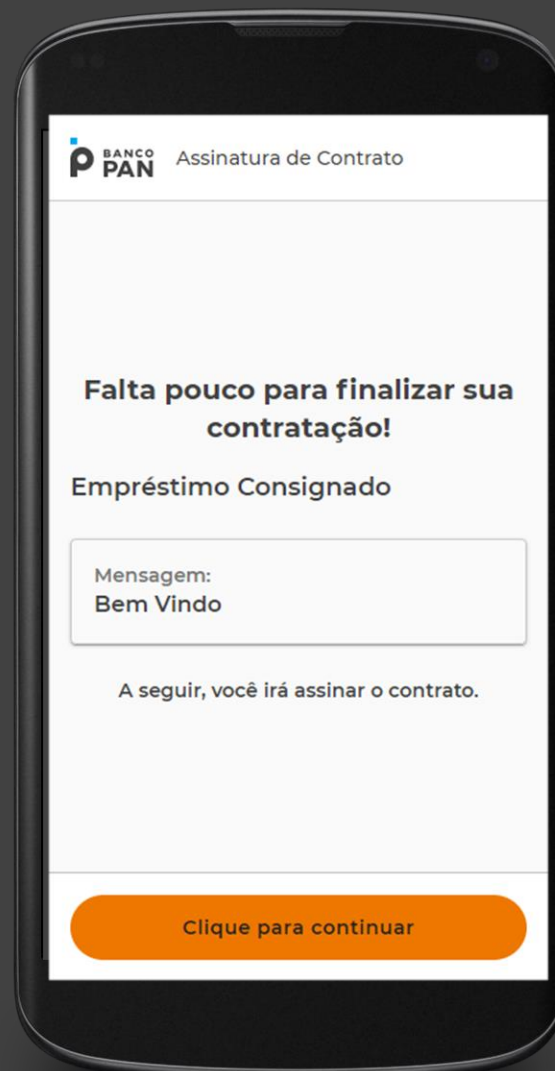 BANCO
PAN
Assinatura de Contrato
Falta pouco para finalizar sua
contratação!
Empréstimo Consignado
Mensagem:
Bem Vindo
A seguir, você irá assinar o contrato.
Clique para continuar